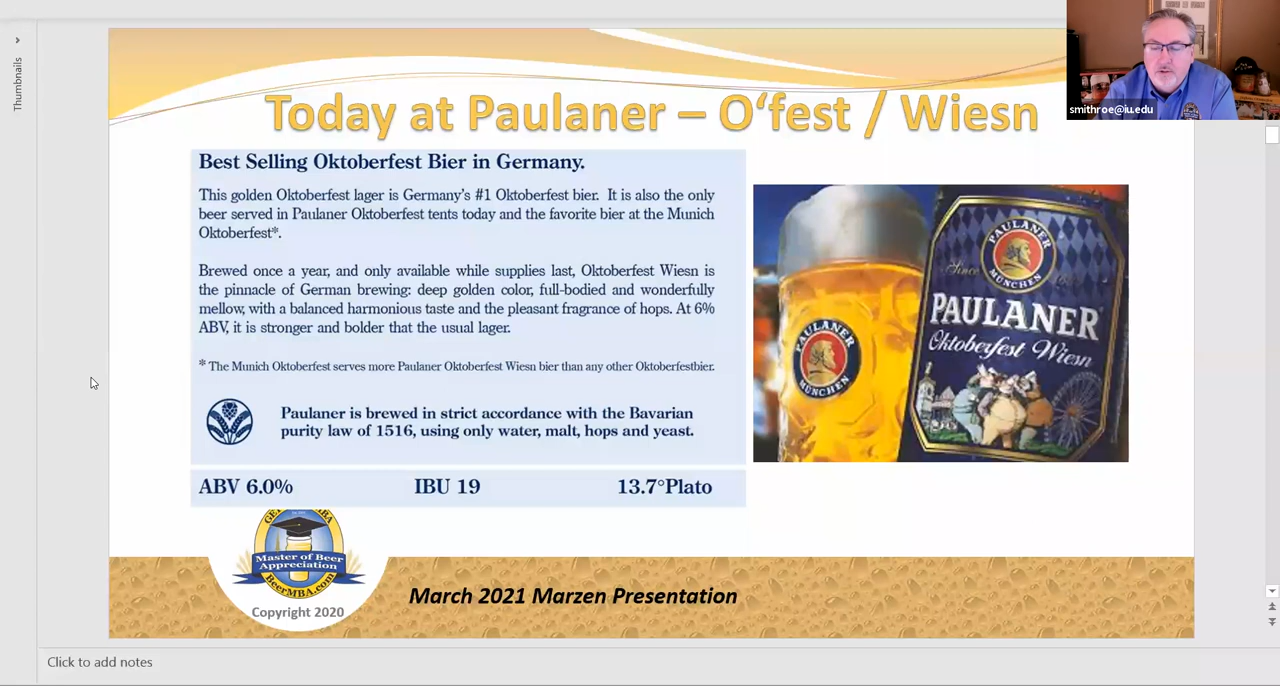 Thumbnails
Today at Paulaner – O‘fest / Wiesn
smithroe@iu.edu
Best Selling Oktoberfest Bier in Germany.
This golden Oktoberfest lager is Germany's #1 Oktoberfest bier. It is also the only
beer served in Paulaner Oktoberfest tents today and the favorite bier at the Munich
Oktoberfest*.
Brewed once a year, and only available while supplies last, Oktoberfest Wiesn is
the pinnacle of German brewing: deep golden color, full-bodied and wonderfully
mellow, with a balanced harmonious taste and the pleasant fragrance of hops. At 6%
ABV, it is stronger and bolder that the usual lager.
* The Munich Oktoberfest serves more Paulaner Oktoberfest Wiesn bier than any other Oktoberfestbier.
Paulaner is brewed in strict accordance with the Bavarian
purity law of 1516, using only water, malt, hops and yeast.
ABV 6.0%
IBU 19
13.7°Plato
PAULANER
MÜNCHEN
PAULANER
MÜNCHEN
Since
PAULANER
Oktoberfest Wiesn
Master of Beer
Appreciation
BeerMBA.com
Copyright 2020
March 2021 Marzen Presentation
Click to add notes